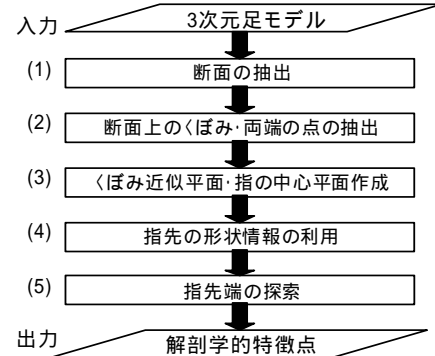 入力 3次元足モデル
(1) 断面の抽出
(2) 断面上のくぼみ・両端の点の抽出
(3) くぼみ近似平面・指の中心平面作成
(4) 指先の形状情報の利用
(5) 指先端の探索
出力 解剖学的特徴点